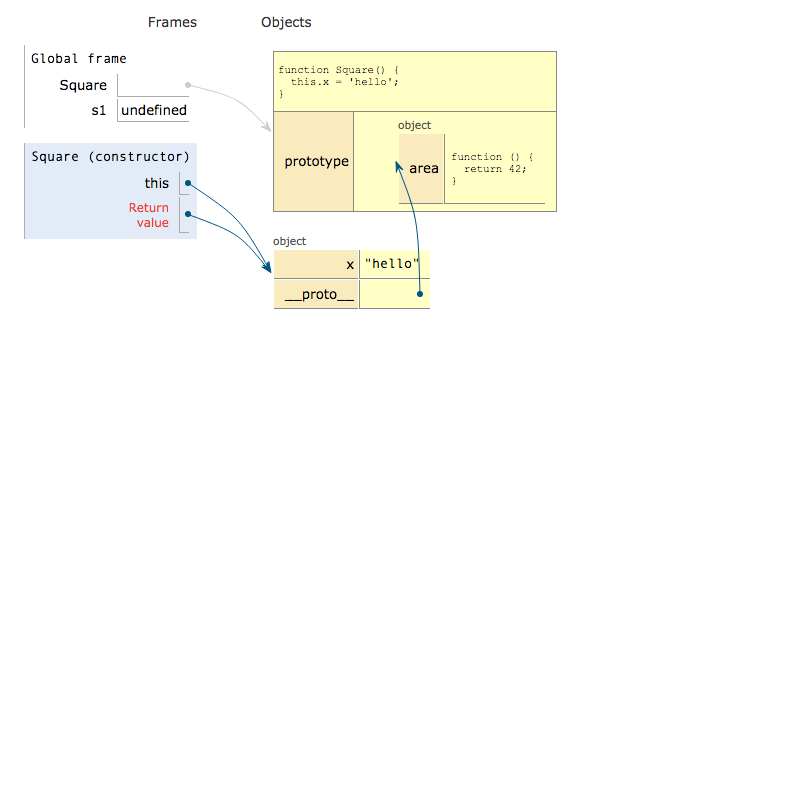 Frames Objects
Global frame
Square
s1 undefined
function Square() {
this.x = 'hello';
}
prototype
object
area
function () {
return 42;
}
Square (constructor)
this
Return
value
object
x "hello"
__proto__